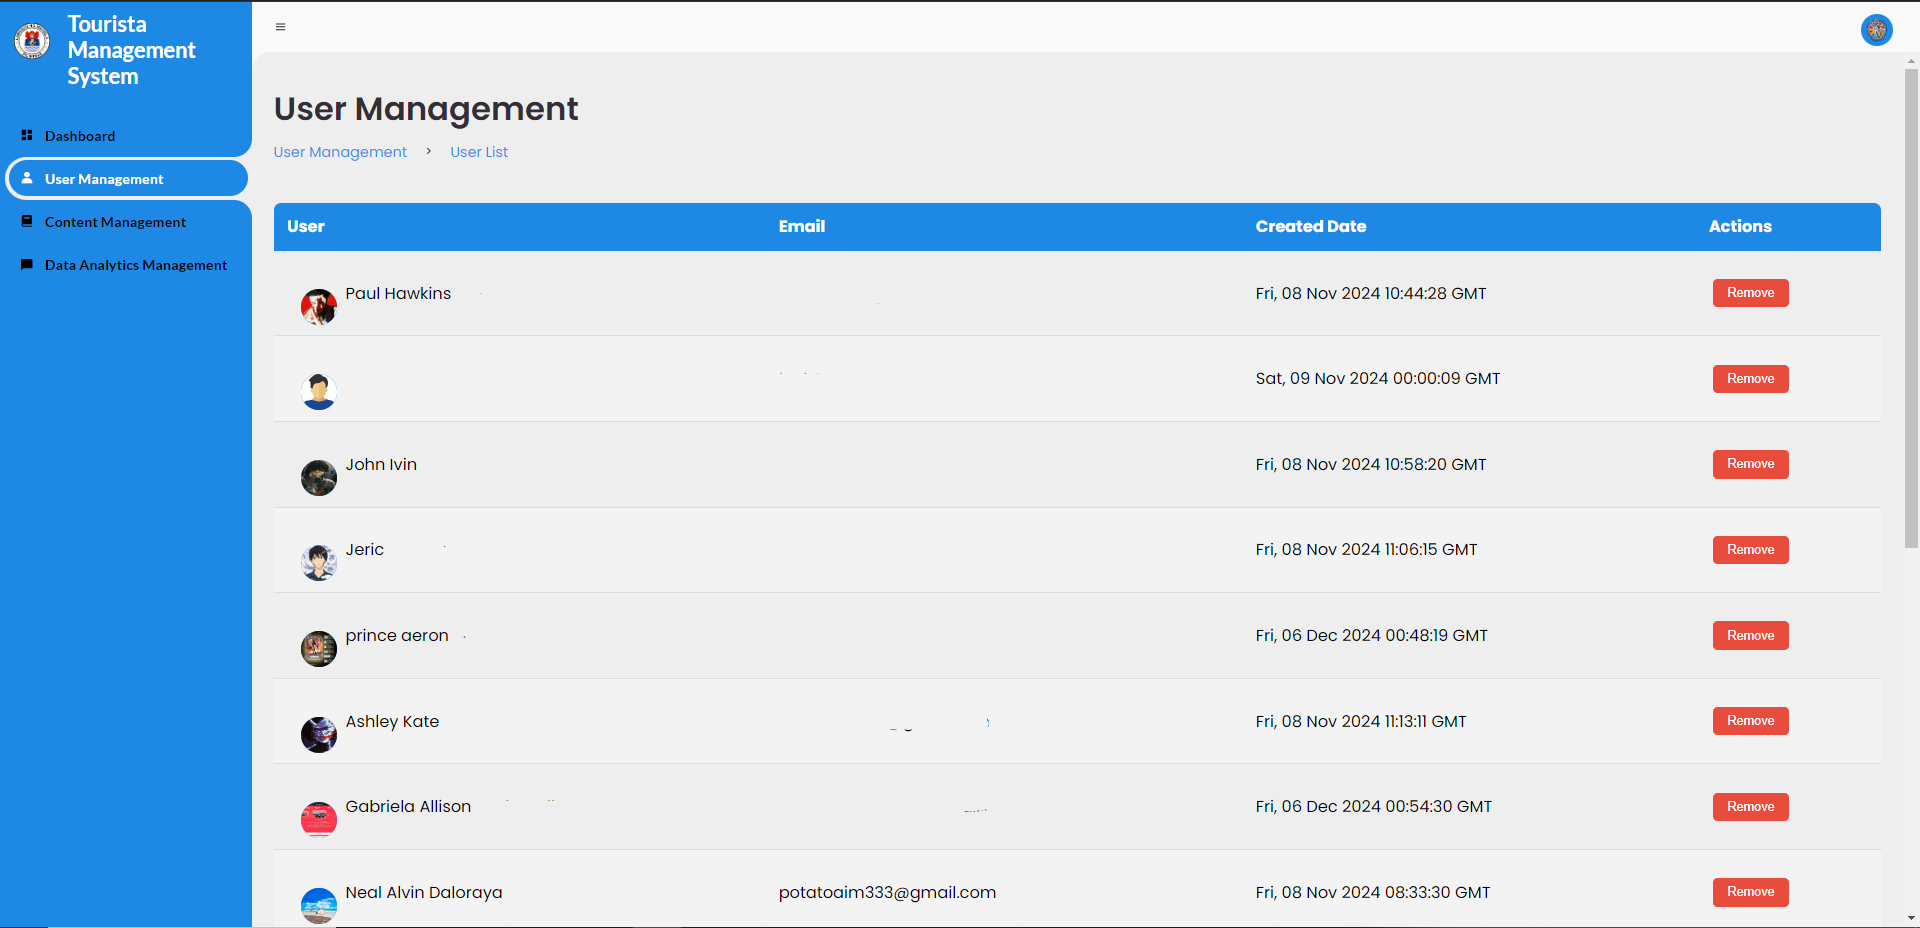 Tourista
Management
System
Dashboard
User Management
Content Management
Data Analytics Management
User Management
User Management > User List
User Email Created Date Actions
Paul Hawkins Fri, 08 Nov 2024 10:44:28 GMT Remove
Sat, 09 Nov 2024 00:00:09 GMT Remove
John Ivin Fri, 08 Nov 2024 10:58:20 GMT Remove
Jeric Fri, 08 Nov 2024 11:06:15 GMT Remove
prince aeron Fri, 06 Dec 2024 00:48:19 GMT Remove
Ashley Kate Fri, 08 Nov 2024 11:13:11 GMT Remove
Gabriela Allison Fri, 06 Dec 2024 00:54:30 GMT Remove
Neal Alvin Daloraya potatoaim333@gmail.com Fri, 08 Nov 2024 08:33:30 GMT Remove